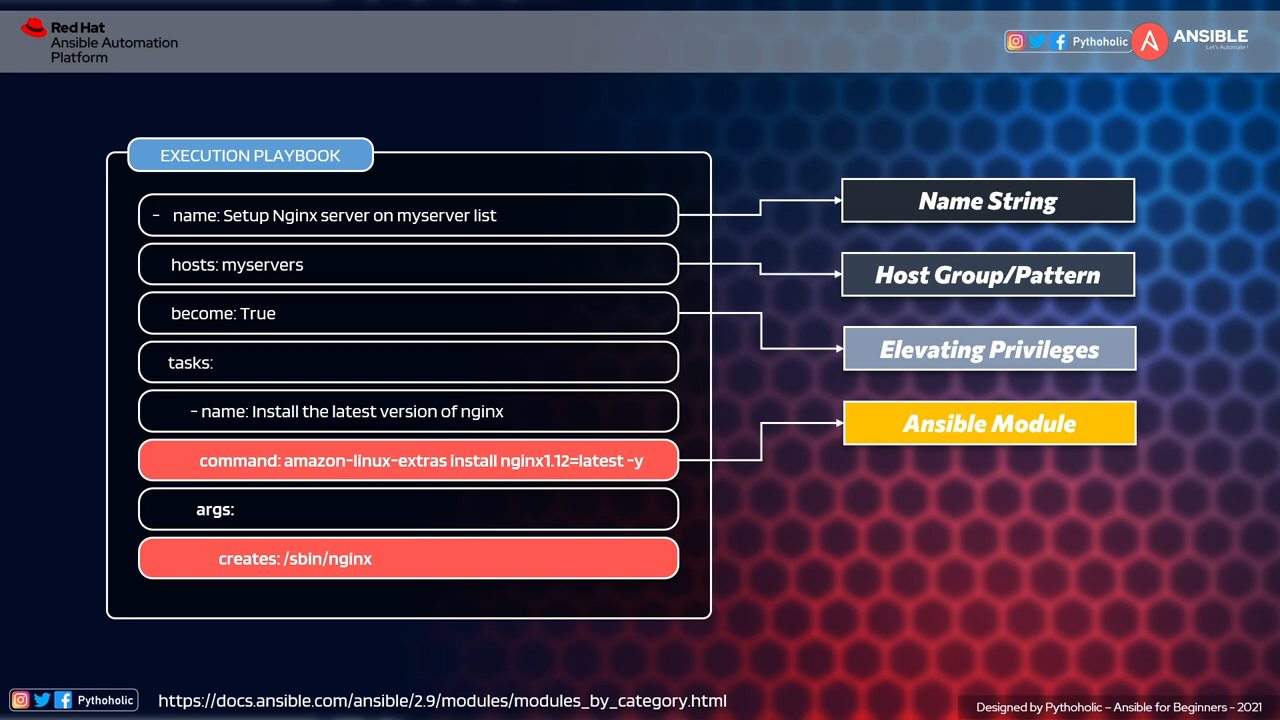 Red Hat
Ansible Automation
Platform
Pythoholic
ANSIBLE
Let's Automate !
EXECUTION PLAYBOOK
- name: Setup Nginx server on myserver list
hosts: myservers
become: True
tasks:
- name: Install the latest version of nginx
command: amazon-linux-extras install nginx1.12=latest -y
args:
creates: /sbin/nginx
Name String
Host Group/Pattern
Elevating Privileges
Ansible Module
Pythoholic
https://docs.ansible.com/ansible/2.9/modules/modules_by_category.html
Designed by Pythoholic – Ansible for Beginners - 2021